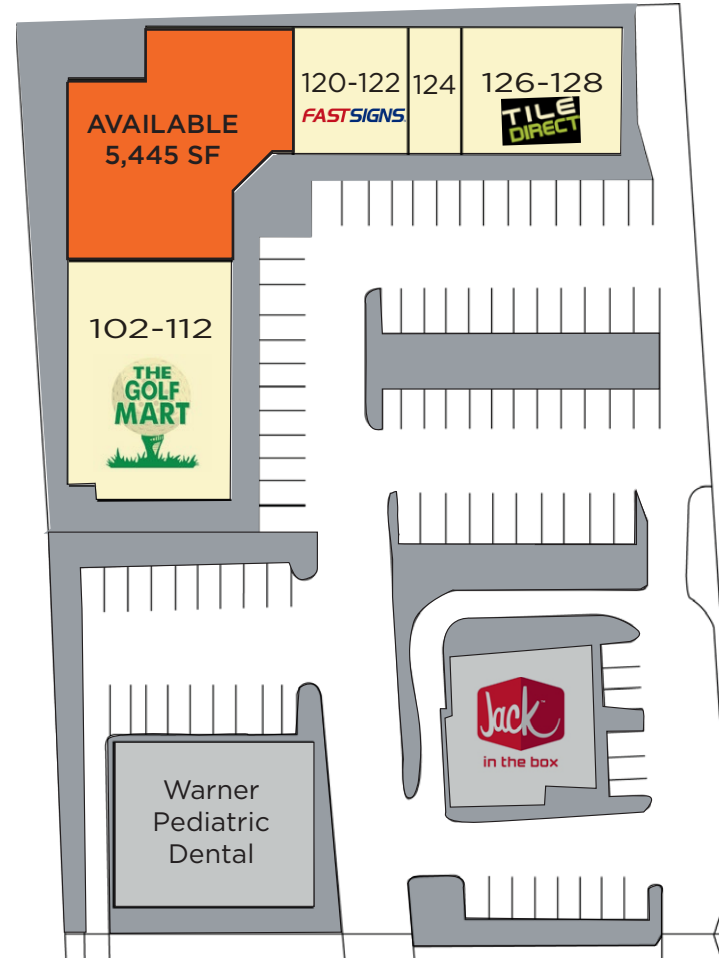 AVAILABLE
5,445 SF
120-122
FASTSIGNS
124
126-128
TILE
DIRECT
102-112
THE
GOLF
MART
Jack
in the box
Warner
Pediatric
Dental